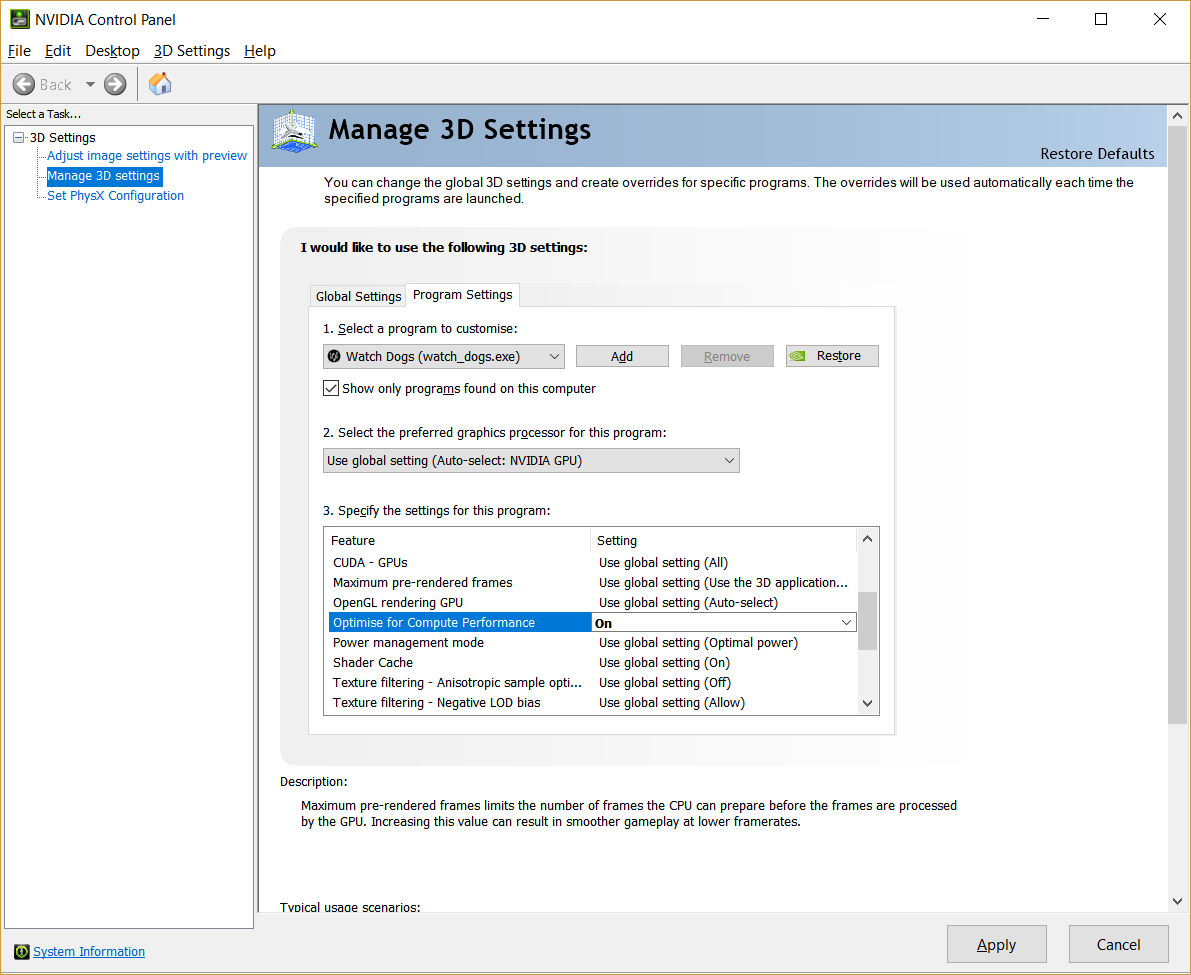 NVIDIA Control Panel
File Edit Desktop 3D Settings Help
Back
Select a Task...
3D Settings
Adjust image settings with preview
Manage 3D settings
Set PhysX Configuration
System Information
Manage 3D Settings
Restore Defaults
You can change the global 3D settings and create overrides for specific programs. The overrides will be used automatically each time the
specified programs are launched.
I would like to use the following 3D settings:
Global Settings Program Settings
1. Select a program to customise:
Watch Dogs (watch_dogs.exe) Add Remove Restore
Show only programs found on this computer
2. Select the preferred graphics processor for this program:
Use global setting (Auto-select: NVIDIA GPU)
3. Specify the settings for this program:
Feature Setting
CUDA - GPUs Use global setting (All)
Maximum pre-rendered frames Use global setting (Use the 3D application...
OpenGL rendering GPU Use global setting (Auto-select)
Optimise for Compute Performance On
Power management mode Use global setting (Optimal power)
Shader Cache Use global setting (On)
Texture filtering - Anisotropic sample opti... Use global setting (Off)
Texture filtering - Negative LOD bias Use global setting (Allow)
Description:
Maximum pre-rendered frames limits the number of frames the CPU can prepare before the frames are processed
by the GPU. Increasing this value can result in smoother gameplay at lower framerates.
Typical usage scenarios:
Apply Cancel